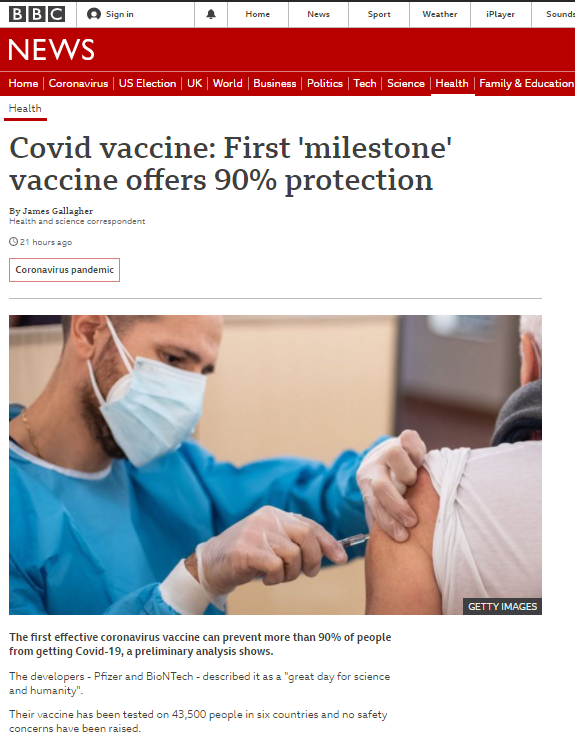 BBC Sign in Home News Sport Weather iPlayer Sounds
NEWS
Home Coronavirus US Election UK World Business Politics Tech Science Health Family & Education
Health
Covid vaccine: First 'milestone'
vaccine offers 90% protection
By James Gallagher
Health and science correspondent
21 hours ago
Coronavirus pandemic
GETTY IMAGES
The first effective coronavirus vaccine can prevent more than 90% of people
from getting Covid-19, a preliminary analysis shows.
The developers - Pfizer and BioNTech - described it as a "great day for science
and humanity".
Their vaccine has been tested on 43,500 people in six countries and no safety
concerns have been raised.